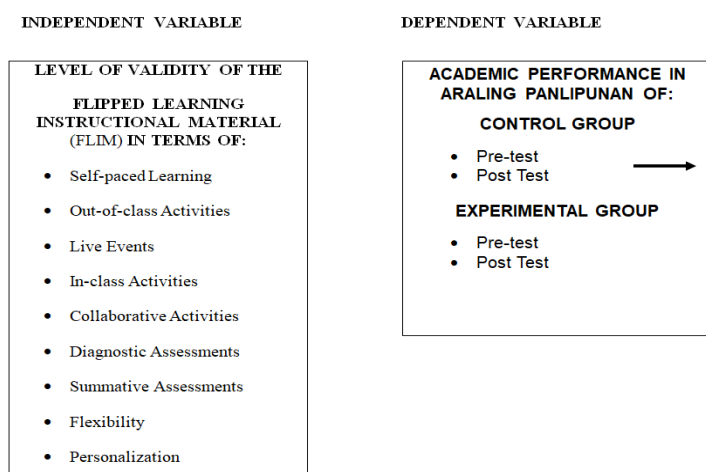 INDEPENDENT VARIABLE
LEVEL OF VALIDITY OF THE
FLIPPED LEARNING
INSTRUCTIONAL MATERIAL
(FLIM) IN TERMS OF:
• Self-paced Learning
• Out-of-class Activities
• Live Events
• In-class Activities
• Collaborative Activities
• Diagnostic Assessments
• Summative Assessments
• Flexibility
• Personalization
DEPENDENT VARIABLE
ACADEMIC PERFORMANCE IN
ARALING PANLIPUNAN OF:
CONTROL GROUP
• Pre-test
• Post Test
EXPERIMENTAL GROUP
• Pre-test
• Post Test